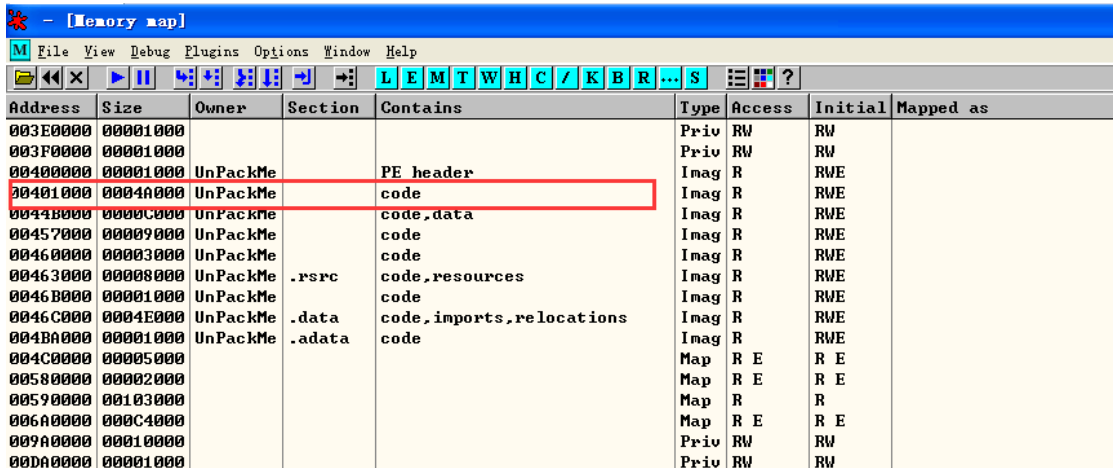 - [Memory map]
M File View Debug Plugins Options Window Help
L E M T W H C / K B R ... S ?
Address Size Owner Section Contains Type Access Initial Mapped as
003E0000 00001000 Priv RW RW
003F0000 00001000 Priv RW RW
00400000 00001000 UnPackMe PE header Imag R RWE
00401000 0004A000 UnPackMe code Imag R RWE
0044B000 0000C000 UnPackMe code,data Imag R RWE
00457000 00009000 UnPackMe code Imag R RWE
00460000 00003000 UnPackMe code Imag R RWE
00463000 00008000 UnPackMe .rsrc code,resources Imag R RWE
0046B000 00001000 UnPackMe code Imag R RWE
0046C000 0004E000 UnPackMe .data code,imports,relocations Imag R RWE
004BA000 00001000 UnPackMe .adata code Imag R RWE
004C0000 00005000 Map R E R E
00580000 00002000 Map R E R E
00590000 00103000 Map R R
006A0000 000C4000 Map R E R E
009A0000 00010000 Priv RW RW
00DA0000 00001000 Priv RW RW